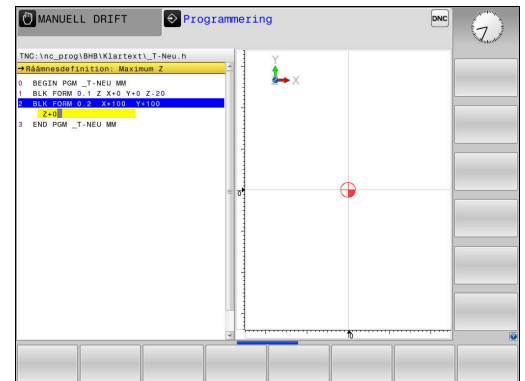 MANUELL DRIFT
Programmering
DNC
TNC:\nc_prog\BHB\Klartext\_T-Neu.h
→Råämnesdefinition: Maximum Z
0 BEGIN PGM _T-NEU MM
1 BLK FORM 0.1 Z X+0 Y+0 Z-20
2 BLK FORM 0.2 X+100 Y+100
Z+0
3 END PGM _T-NEU MM
Y
X
0
0